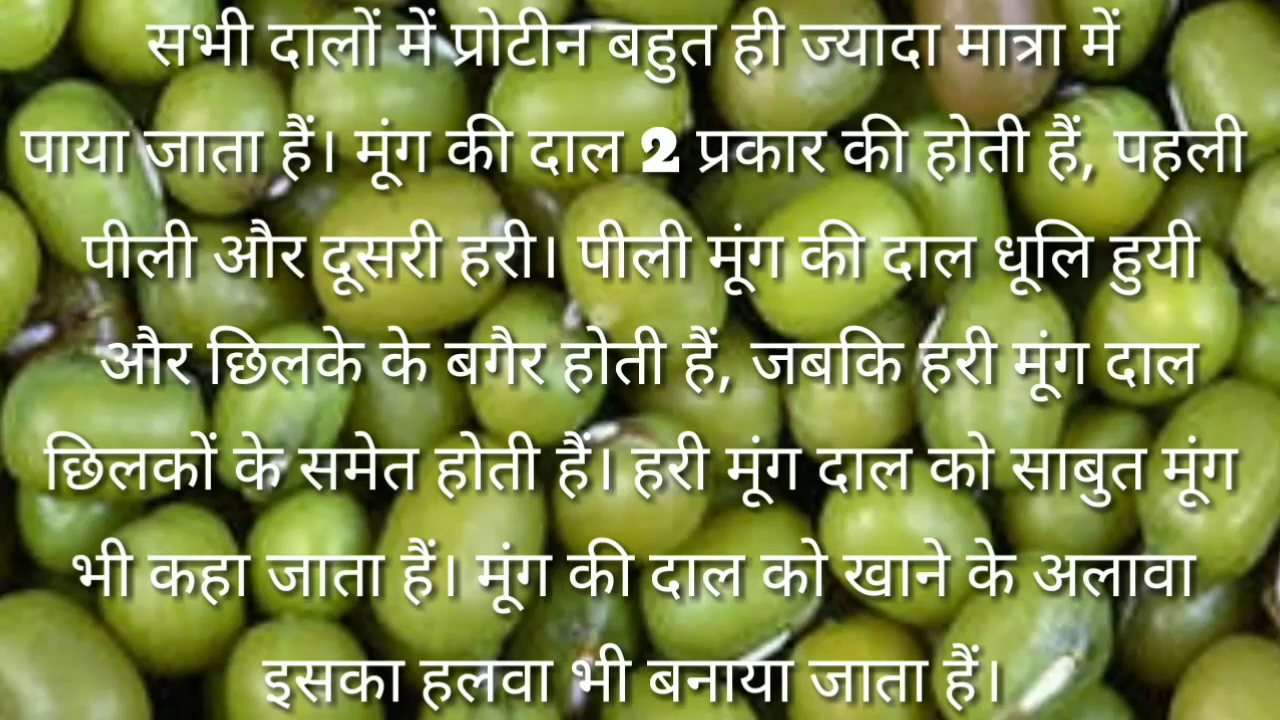 सभी दालों में प्रोटीन बहुत ही ज्यादा मात्रा में
पाया जाता हैं। मूंग की दाल 2 प्रकार की होती हैं, पहली
पीली और दूसरी हरी। पीली मूंग की दाल धूलि हुयी
और छिलके के बगैर होती हैं, जबकि हरी मूंग दाल
छिलकों के समेत होती हैं। हरी मूंग दाल को साबुत मूंग
भी कहा जाता हैं। मूंग की दाल को खाने के अलावा
इसका हलवा भी बनाया जाता हैं।